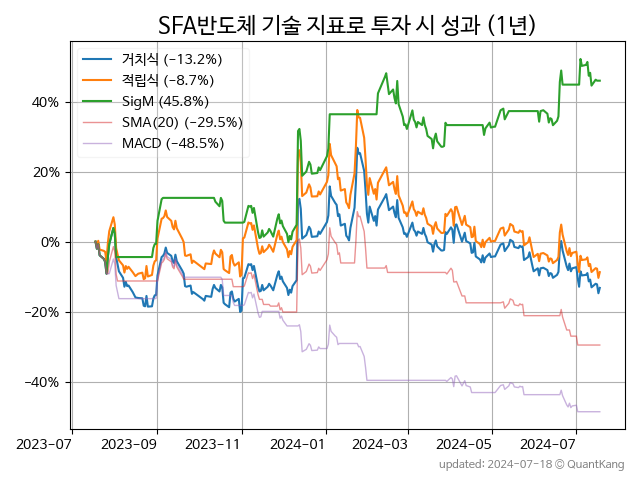 SFA반도체 기술 지표로 투자 시 성과 (1년)
거치식 (−13.2%)
적립식 (−8.7%)
SigM (45.8%)
SMA(20) (−29.5%)
MACD (−48.5%)
40%
20%
0%
−20%
−40%
2023-07 2023-09 2023-11 2024-01 2024-03 2024-05 2024-07
updated: 2024-07-18 © QuantKang